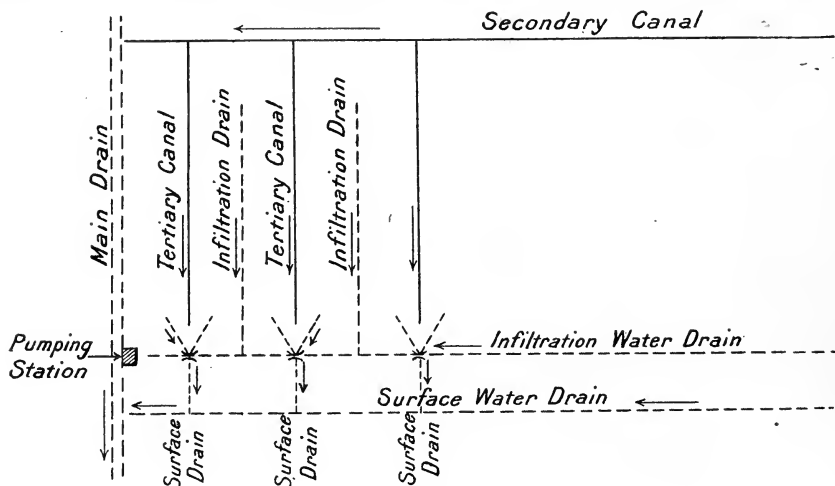 Secondary Canal
Main Drain
Tertiary Canal
Infiltration Drain
Tertiary Canal
Infiltration Drain
Pumping
Station
Infiltration Water Drain
Surface Water Drain
Surface
Drain
Surface
Drain
Surface
Drain